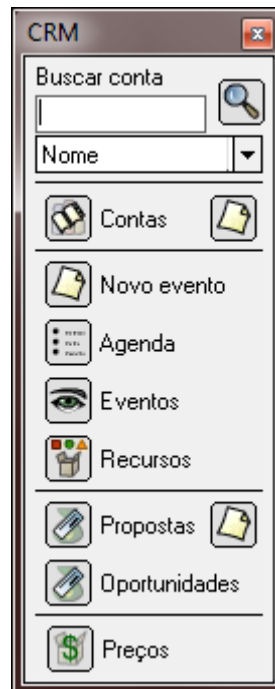 CRM
Buscar conta
Nome
Contas
Novo evento
Agenda
Eventos
Recursos
Propostas
Oportunidades
Preços